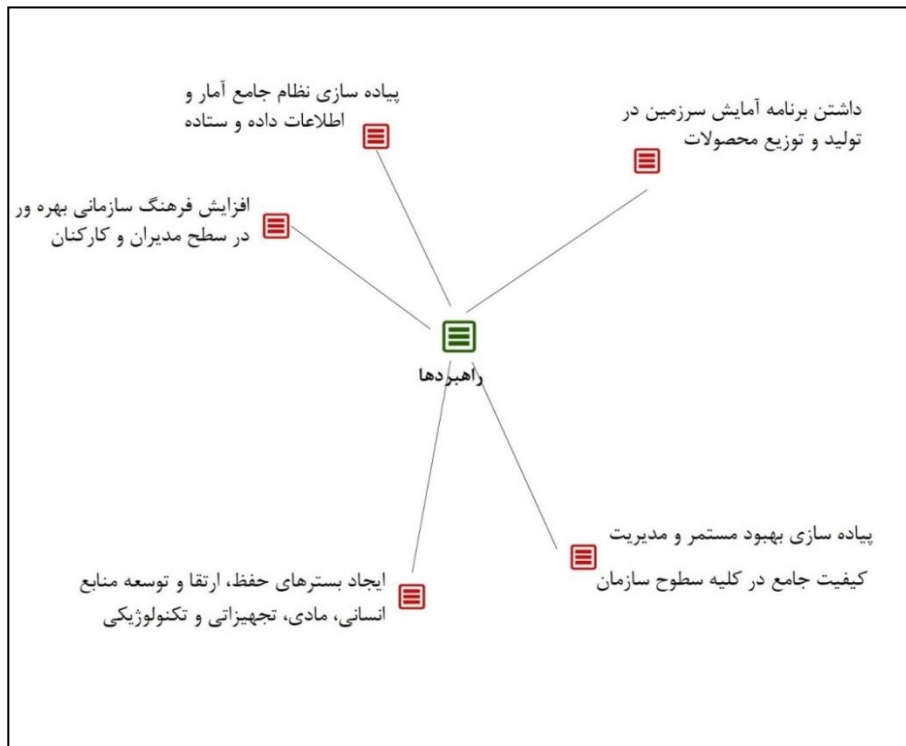 داشتن برنامه آمایش سرزمین در
تولید و توزیع محصولات
پیاده سازی نظام جامع آمار و
اطلاعات داده و ستاده
افزایش فرهنگ سازمانی بهره ور
در سطح مدیران و کارکنان
راهبردها
پیاده سازی بهبود مستمر و مدیریت
کیفیت جامع در کلیه سطوح سازمان
ایجاد بسترهای حفظ، ارتقا و توسعه منابع
انسانی، مادی، تجهیزاتی و تکنولوژیکی